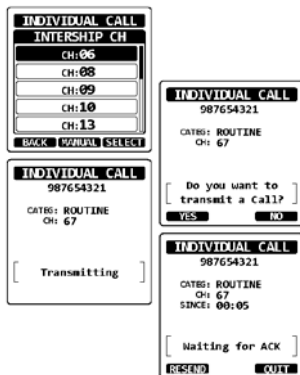 INDIVIDUAL CALL
INTERSHIP CH
CH:06
CH:08
CH:09
CH:10
CH:13
BACK MANUAL SELECT
INDIVIDUAL CALL
987654321
CATEG: ROUTINE
CH: 67
Do you want to
transmit a Call?
YES NO
INDIVIDUAL CALL
987654321
CATEG: ROUTINE
CH: 67
Transmitting
INDIVIDUAL CALL
987654321
CATEG: ROUTINE
CH: 67
SINCE: 00:05
Waiting for ACK
RESEND QUIT